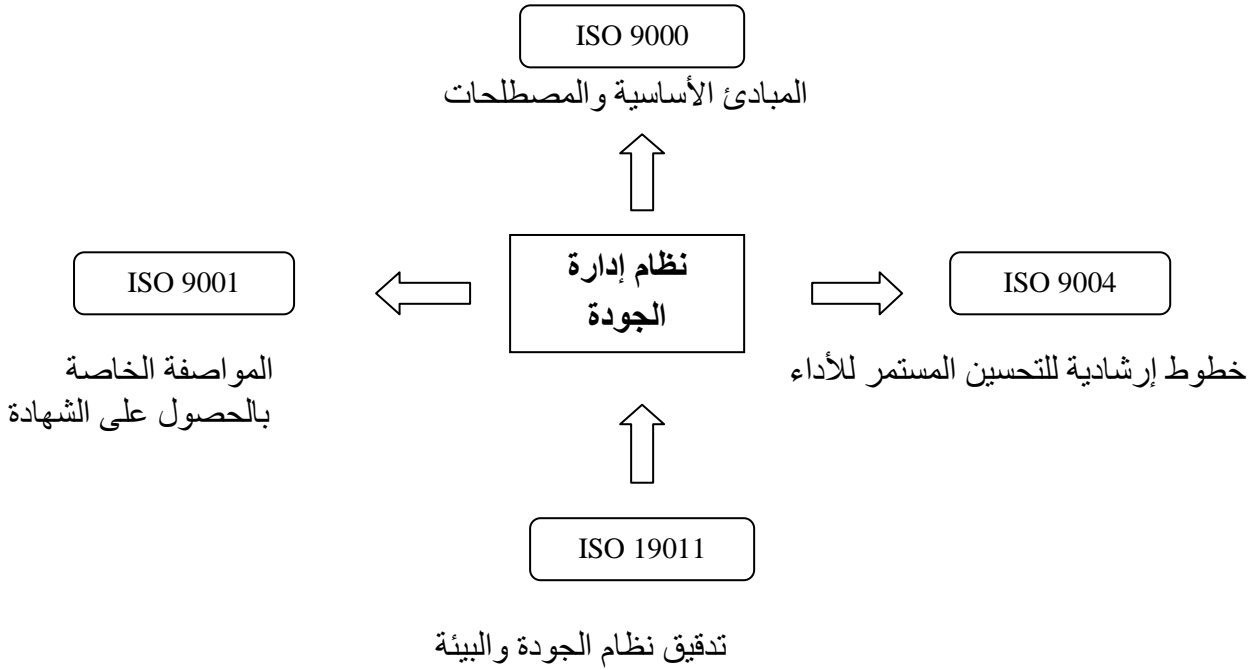 ISO 9000
المبادئ الأساسية والمصطلحات
نظام إدارة
الجودة
ISO 9001
ISO 9004
المواصفة الخاصة
بالحصول على الشهادة
خطوط إرشادية للتحسين المستمر للأداء
ISO 19011
تدقيق نظام الجودة والبيئة